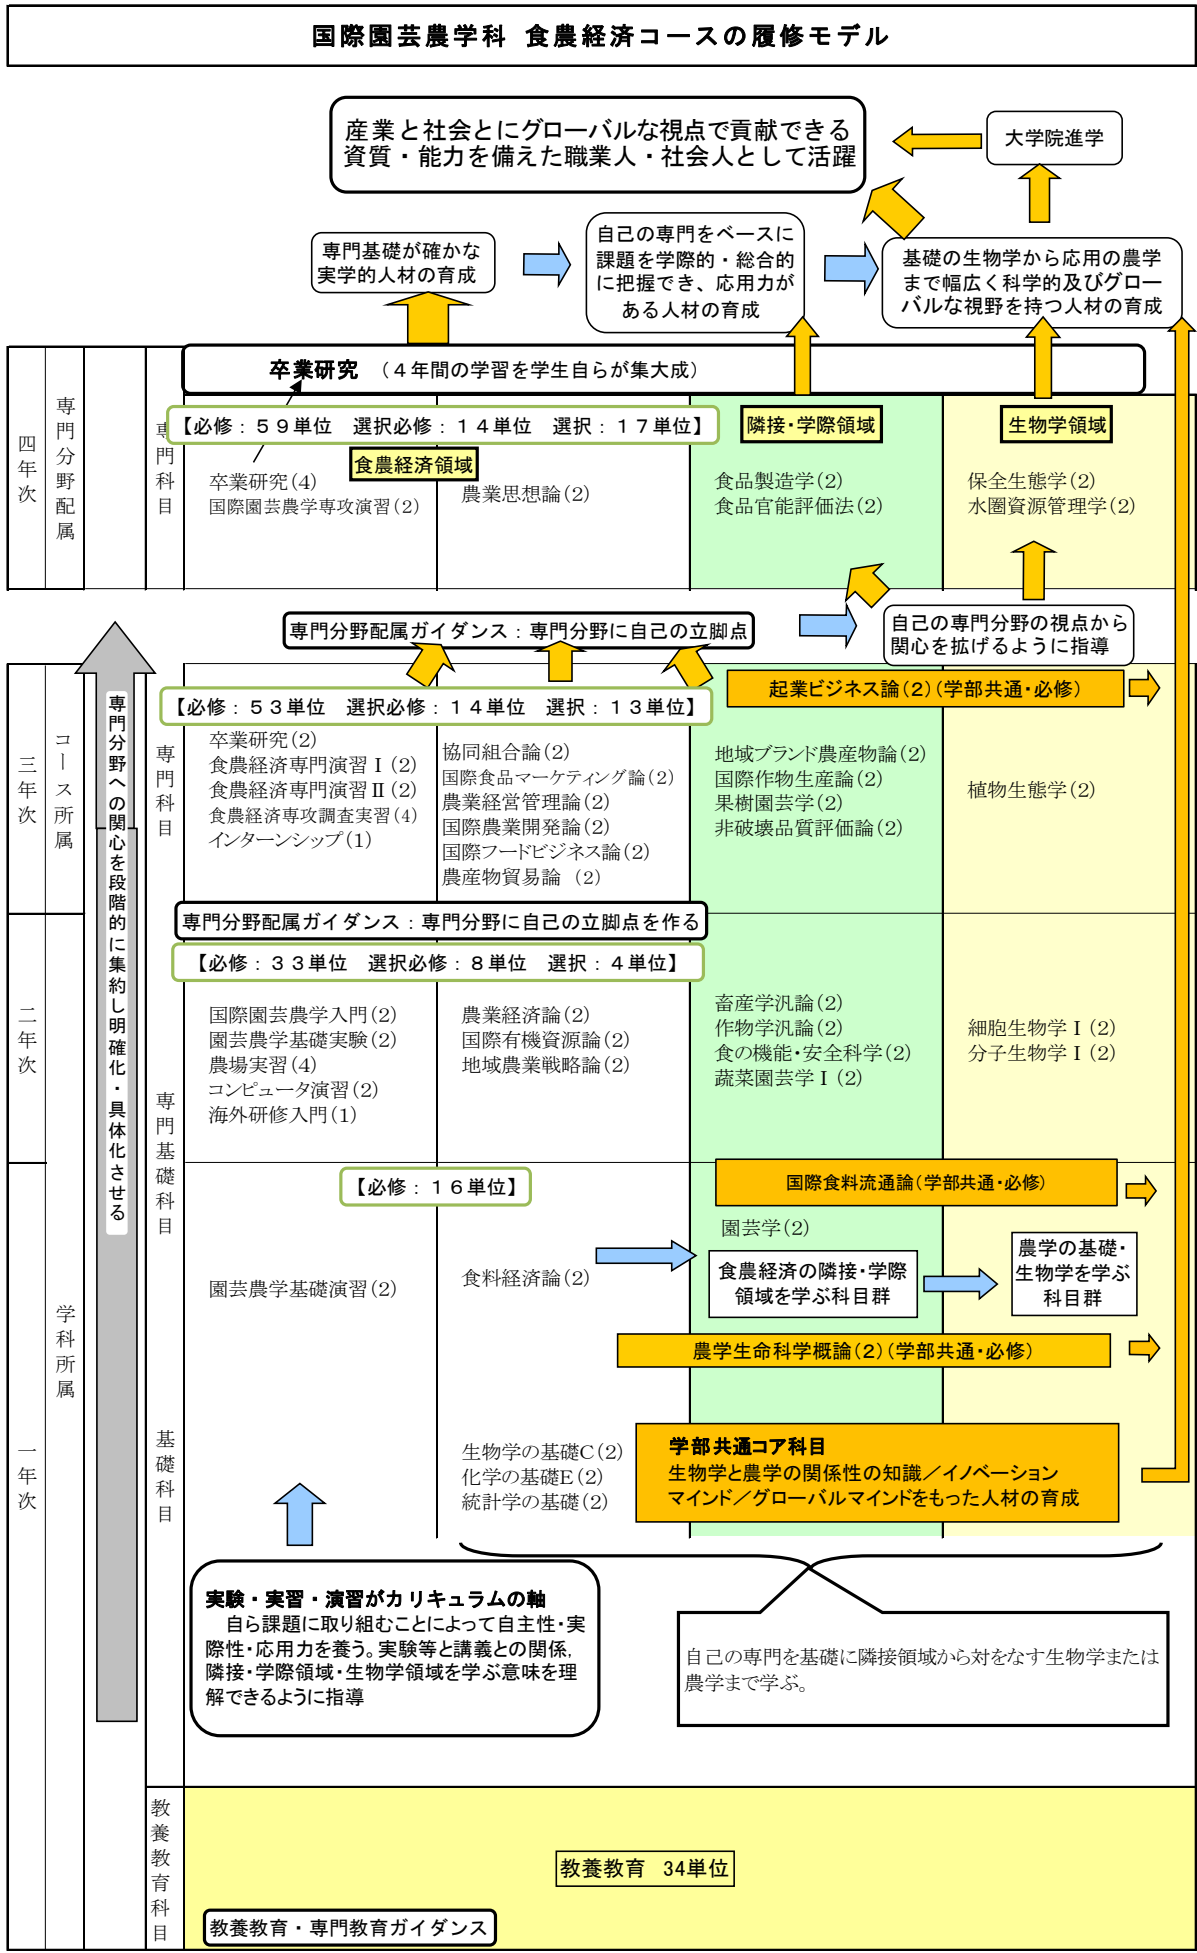 国際園芸農学科 食農経済コースの履修モデル
産業と社会とにグローバルな視点で貢献できる
資質・能力を備えた職業人・社会人として活躍
大学院進学
専門基礎が確かな
実学的人材の育成
自己の専門をベースに
課題を学際的・総合的
に把握でき、応用力が
ある人材の育成
基礎の生物学から応用の農学
まで幅広く科学的及びグロー
バルな視野を持つ人材の育成
四年次
専門分野配属
専門科目
卒業研究 （４年間の学習を学生自らが集大成）
【必修：５９単位 選択必修：１４単位 選択：１７単位】
食農経済領域
隣接・学際領域
生物学領域
卒業研究(4)
国際園芸農学専攻演習(2)
農業思想論(2)
食品製造学(2)
食品官能評価法(2)
保全生態学(2)
水圏資源管理学(2)
専門分野配属ガイダンス：専門分野に自己の立脚点
自己の専門分野の視点から
関心を拡げるように指導
専門分野への関心を段階的に集約し明確化・具体化させる
三年次
コース所属
専門科目
【必修：５３単位 選択必修：１４単位 選択：１３単位】
起業ビジネス論(２)(学部共通・必修)
卒業研究(2)
食農経済専門演習Ⅰ(2)
食農経済専門演習Ⅱ(2)
食農経済専攻調査実習(4)
インターンシップ(1)
協同組合論(2)
国際食品マーケティング論(2)
農業経営管理論(2)
国際農業開発論(2)
国際フードビジネス論(2)
農産物貿易論 (2)
地域ブランド農産物論(2)
国際作物生産論(2)
果樹園芸学(2)
非破壊品質評価論(2)
植物生態学(2)
専門分野配属ガイダンス：専門分野に自己の立脚点を作る
【必修：３３単位 選択必修：８単位 選択：４単位】
二年次
専門基礎科目
国際園芸農学入門(2)
園芸農学基礎実験(2)
農場実習(4)
コンピュータ演習(2)
海外研修入門(1)
農業経済論(2)
国際有機資源論(2)
地域農業戦略論(2)
畜産学汎論(2)
作物学汎論(2)
食の機能・安全科学(2)
蔬菜園芸学Ⅰ(2)
細胞生物学Ⅰ(2)
分子生物学Ⅰ(2)
【必修：１６単位】
国際食料流通論(学部共通・必修)
園芸学(2)
園芸農学基礎演習(2)
食料経済論(2)
食農経済の隣接・学際
領域を学ぶ科目群
農学の基礎・
生物学を学ぶ
科目群
農学生命科学概論(２)(学部共通・必修)
学科所属
一年次
基礎科目
生物学の基礎C(2)
化学の基礎E(2)
統計学の基礎(2)
学部共通コア科目
生物学と農学の関係性の知識／イノベーション
マインド／グローバルマインドをもった人材の育成
実験・実習・演習がカリキュラムの軸
自ら課題に取り組むことによって自主性・実
際性・応用力を養う。実験等と講義との関係,
隣接・学際領域・生物学領域を学ぶ意味を理
解できるように指導
自己の専門を基礎に隣接領域から対をなす生物学または
農学まで学ぶ。
教養教育科目
教養教育 34単位
教養教育・専門教育ガイダンス